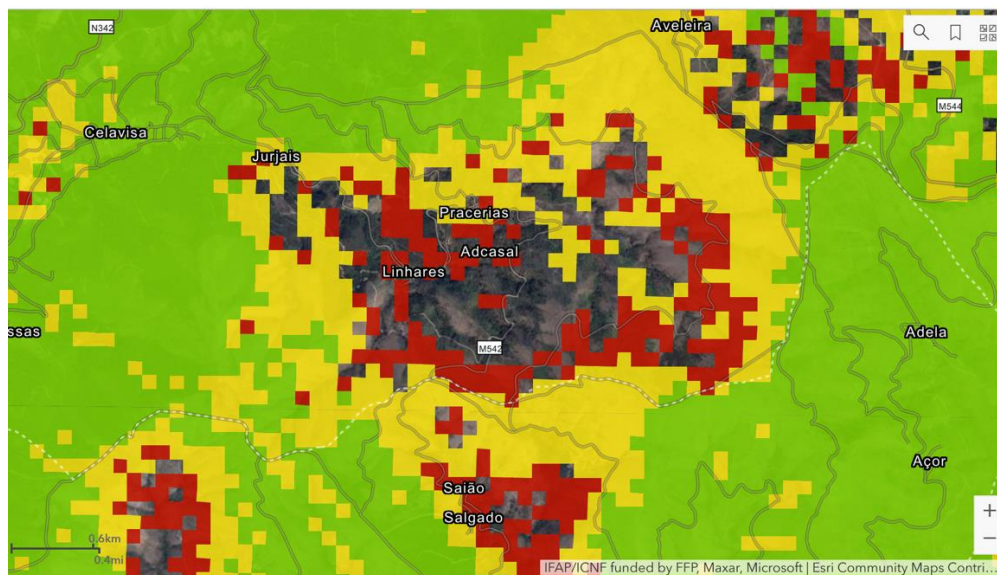 N342
Aveleira
M544
Celavisa
Jurjais
Pracerias
Adcasal
Linhares
ssas
M542
Adela
Açor
Saião
Salgado
0.6km
0.4mi
+
−
IFAP/ICNF funded by FFP, Maxar, Microsoft | Esri Community Maps Contri...